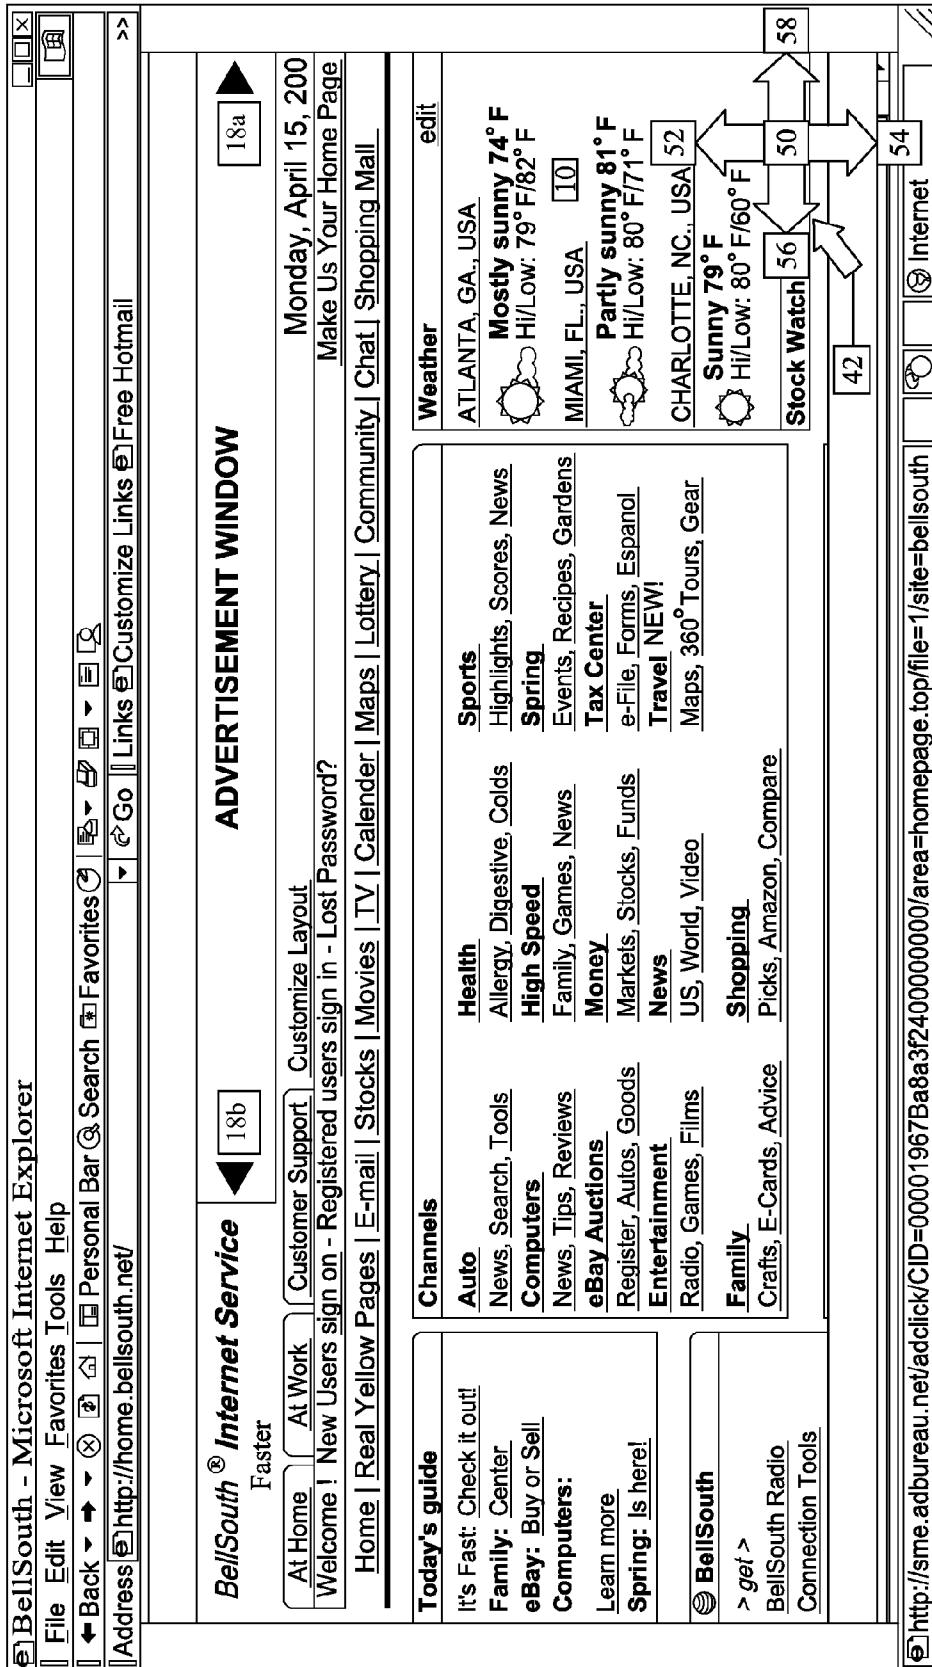 BellSouth - Microsoft Internet Explorer
File Edit View Favorites Tools Help
Back Personal Bar Search Favorites
Address http://home.bellsouth.net/ Go Links Customize Links Free Hotmail >>
BellSouth ® Internet Service
Faster
18b
ADVERTISEMENT WINDOW
18a
At Home At Work Customer Support Customize Layout
Monday, April 15, 200
Welcome ! New Users sign on - Registered users sign in - Lost Password?
Make Us Your Home Page
Home | Real Yellow Pages | E-mail | Stocks | Movies | TV | Calender | Maps | Lottery | Community | Chat | Shopping Mall
Today's guide
It's Fast: Check it out!
Family: Center
eBay: Buy or Sell
Computers:
Learn more
Spring: Is here!
BellSouth
> get >
BellSouth Radio
Connection Tools
Channels
Auto
News, Search, Tools
Computers
News, Tips, Reviews
eBay Auctions
Register, Autos, Goods
Entertainment
Radio, Games, Films
Family
Crafts, E-Cards, Advice
Health
Allergy, Digestive, Colds
High Speed
Family, Games, News
Money
Markets, Stocks, Funds
News
US, World, Video
Shopping
Picks, Amazon, Compare
Sports
Highlights, Scores, News
Spring
Events, Recipes, Gardens
Tax Center
e-File, Forms, Espanol
Travel NEW!
Maps, 360° Tours, Gear
Weather edit
ATLANTA, GA., USA
Mostly sunny 74° F
Hi/Low: 79° F/82° F
10
MIAMI, FL., USA
Partly sunny 81° F
Hi/Low: 80° F/71° F
CHARLOTTE, NC., USA
Sunny 79° F
Hi/Low: 80° F/60° F
Stock Watch
52
56
50
58
42
54
http://sme.adbureau.net/adclick/CID=00001967Ba8a3f2400000000/area=homepage.top/file=1/site=bellsouth
Internet